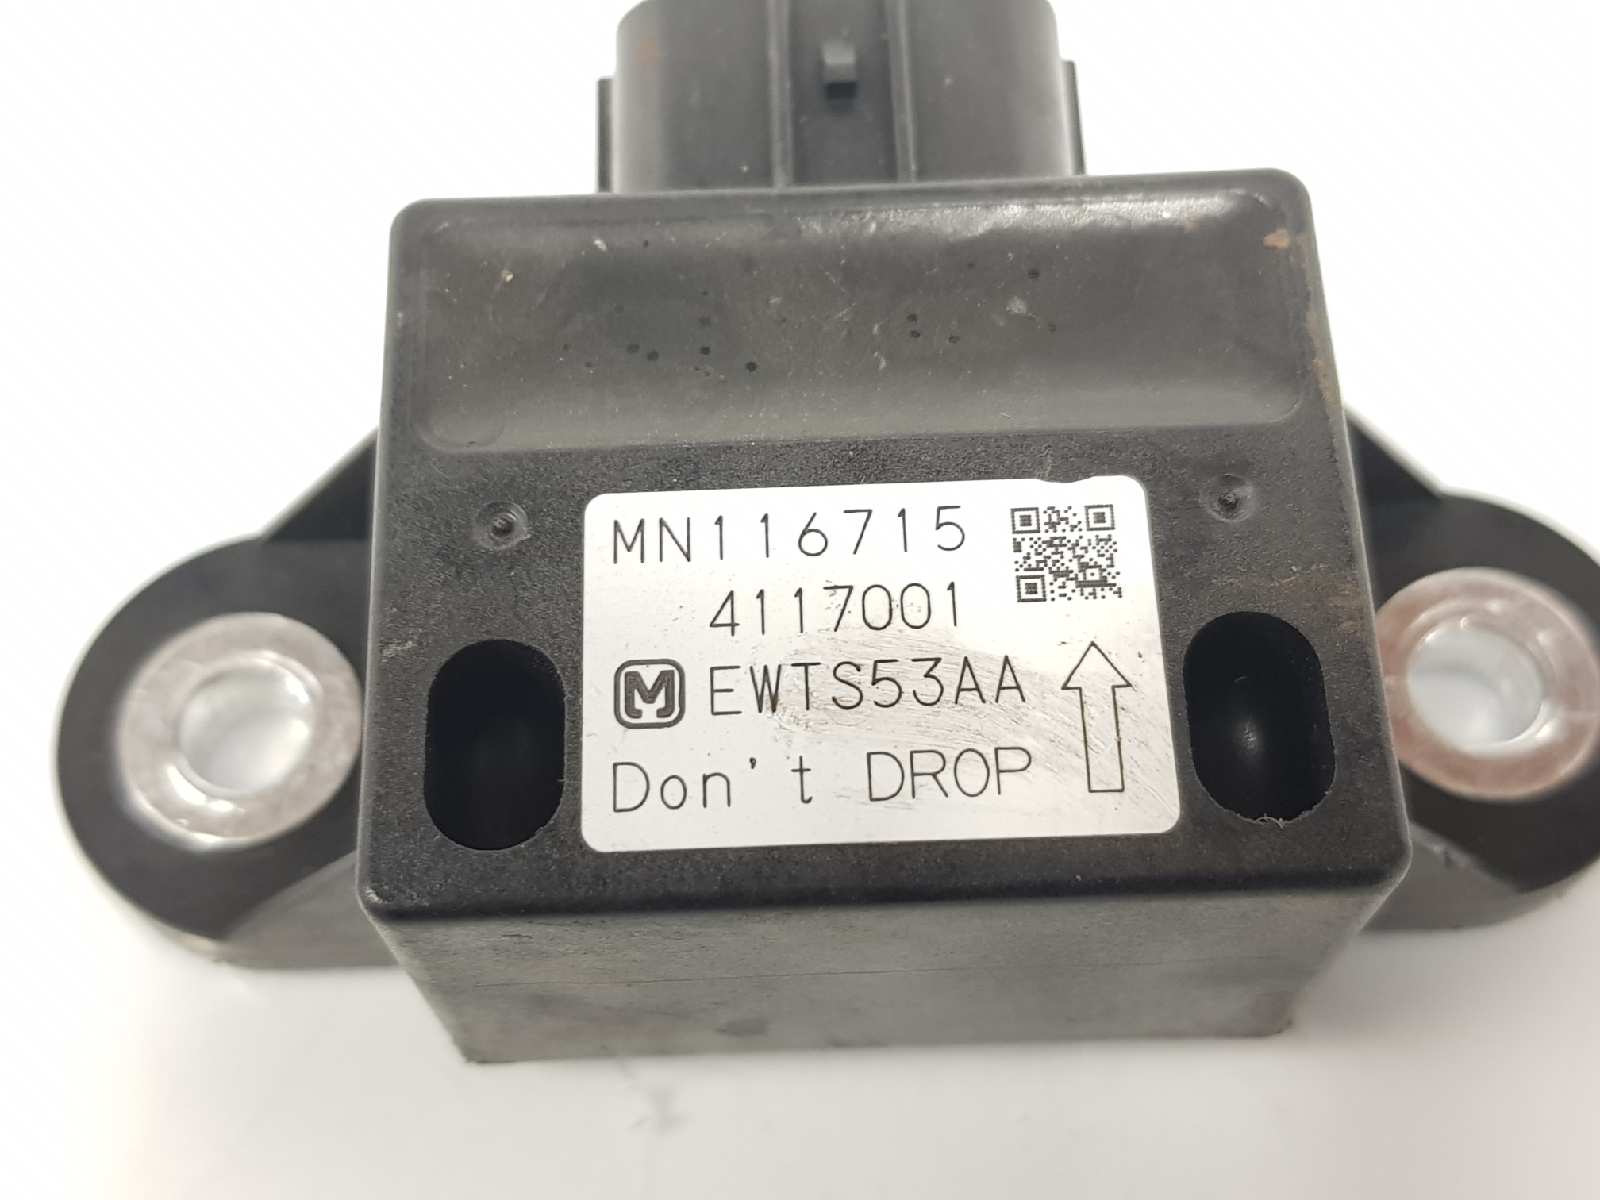 MN116715
4117001
M EWTS53AA
Don't DROP